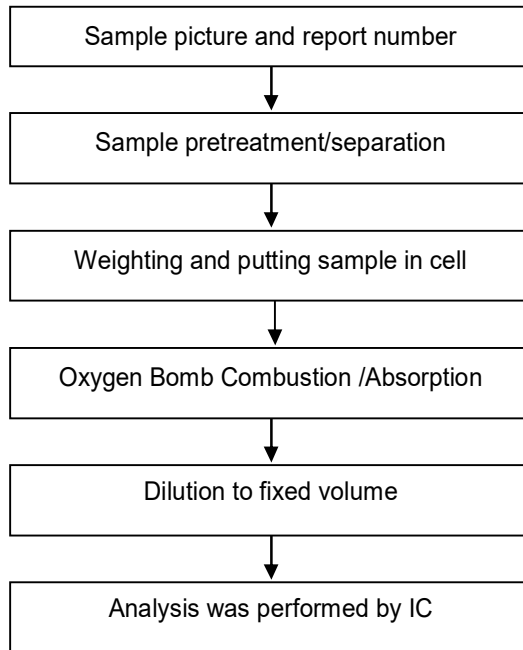 Sample picture and report number
Sample pretreatment/separation
Weighting and putting sample in cell
Oxygen Bomb Combustion /Absorption
Dilution to fixed volume
Analysis was performed by IC